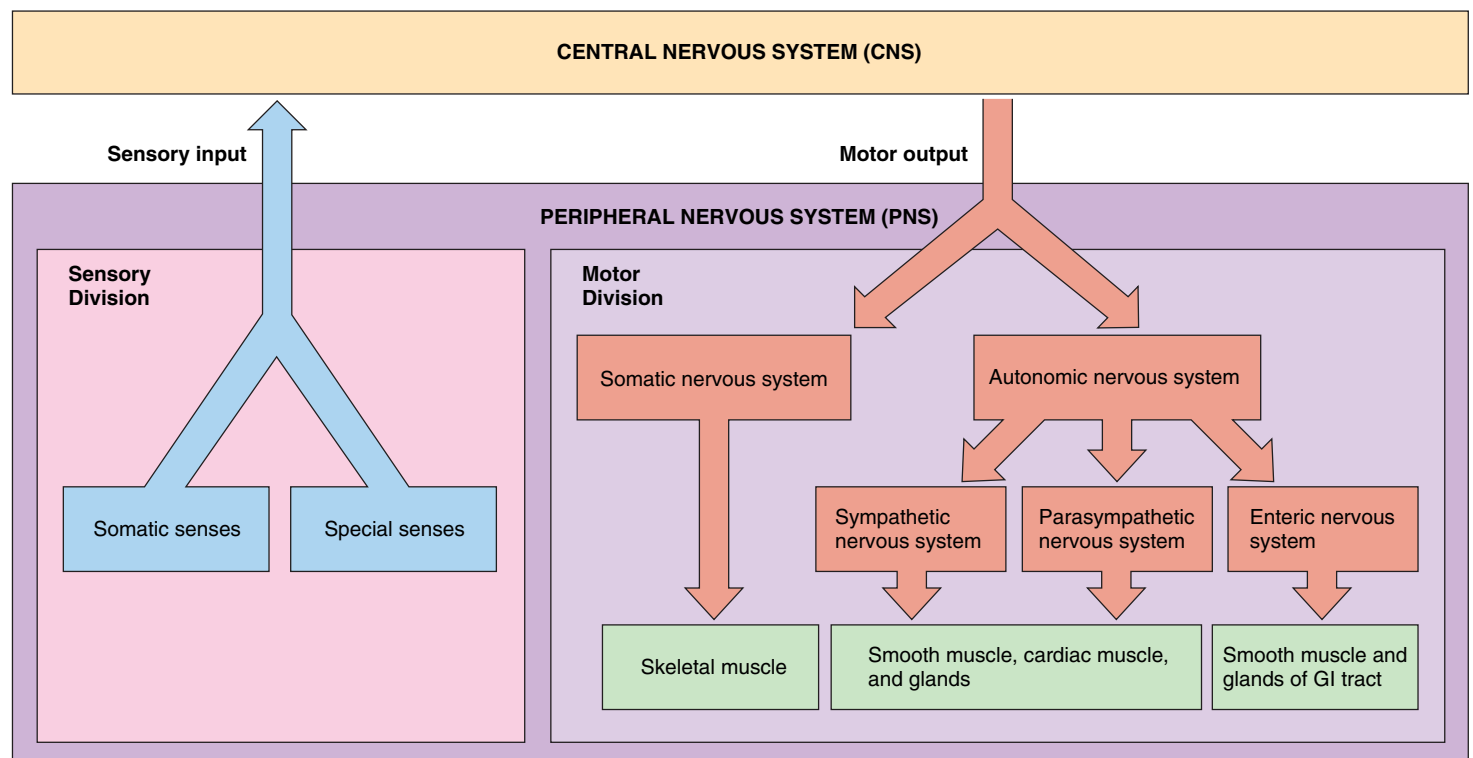 CENTRAL NERVOUS SYSTEM (CNS)
Sensory input
Motor output
PERIPHERAL NERVOUS SYSTEM (PNS)
Sensory
Division
Motor
Division
Somatic nervous system
Autonomic nervous system
Somatic senses
Special senses
Sympathetic
nervous system
Parasympathetic
nervous system
Enteric nervous
system
Skeletal muscle
Smooth muscle, cardiac muscle,
and glands
Smooth muscle and
glands of GI tract